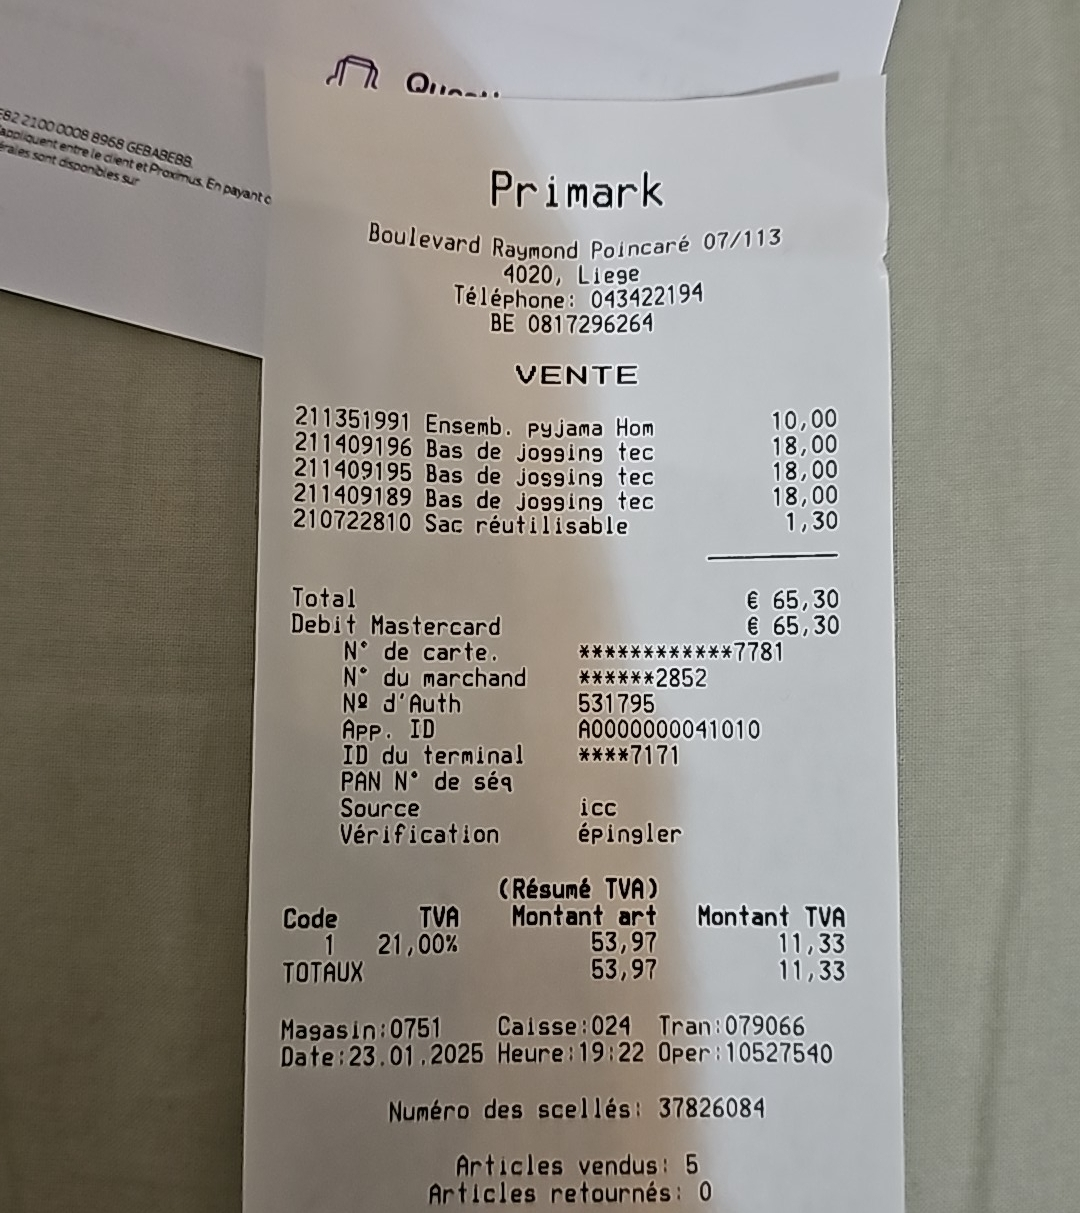 E82 2100 0008 8968 GEBABEBB.
appliquent entre le client et Proximus. En payant
érales sont disponibles sur
Primark
Boulevard Raymond Poincaré 07/113
4020, Liege
Téléphone: 043422194
BE 0817296264
VENTE
211351991 Ensemb. pyjama Hom 10,00
211409196 Bas de jogging tec 18,00
211409195 Bas de jogging tec 18,00
211409189 Bas de jogging tec 18,00
210722810 Sac réutilisable 1,30
Total € 65,30
Debit Mastercard € 65,30
N° de carte. ************7781
N° du marchand ******2852
Nº d'Auth 531795
App. ID A0000000041010
ID du terminal ****7171
PAN N° de séq
Source icc
Vérification épingler
(Résumé TVA)
Code TVA Montant art Montant TVA
1 21,00% 53,97 11,33
TOTAUX 53,97 11,33
Magasin:0751 Caisse:024 Tran:079066
Date:23.01.2025 Heure:19:22 Oper:10527540
Numéro des scellés: 37826084
Articles vendus: 5
Articles retournés: 0